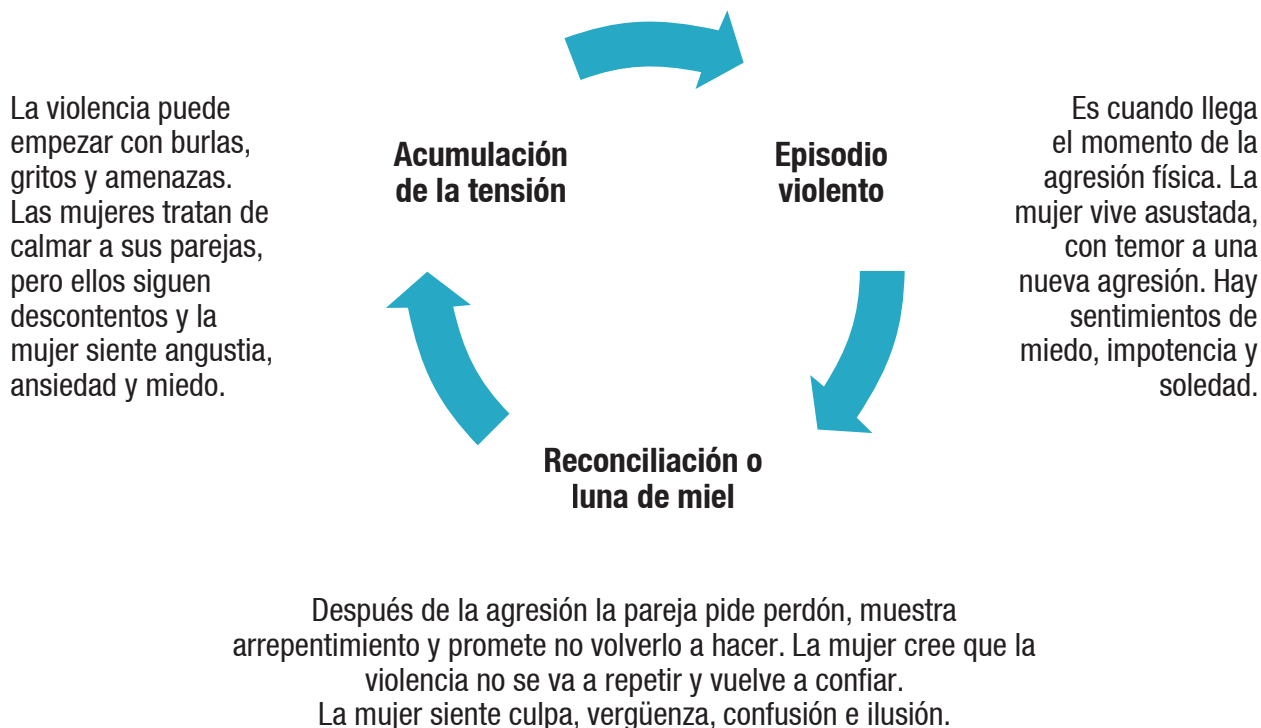 La violencia puede
empezar con burlas,
gritos y amenazas.
Las mujeres tratan de
calmar a sus parejas,
pero ellos siguen
descontentos y la
mujer siente angustia,
ansiedad y miedo.
Acumulación
de la tensión
Episodio
violento
Es cuando llega
el momento de la
agresión física. La
mujer vive asustada,
con temor a una
nueva agresión. Hay
sentimientos de
miedo, impotencia y
soledad.
Reconciliación o
luna de miel
Después de la agresión la pareja pide perdón, muestra
arrepentimiento y promete no volverlo a hacer. La mujer cree que la
violencia no se va a repetir y vuelve a confiar.
La mujer siente culpa, vergüenza, confusión e ilusión.